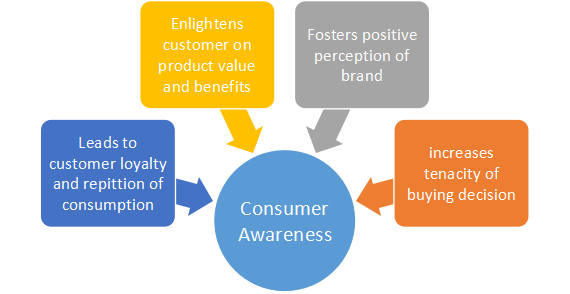 Enlightens
customer on
product value
and benefits
Fosters positive
perception of
brand
Leads to
customer loyalty
and repittion of
consumption
increases
tenacity of
buying decision
Consumer
Awareness